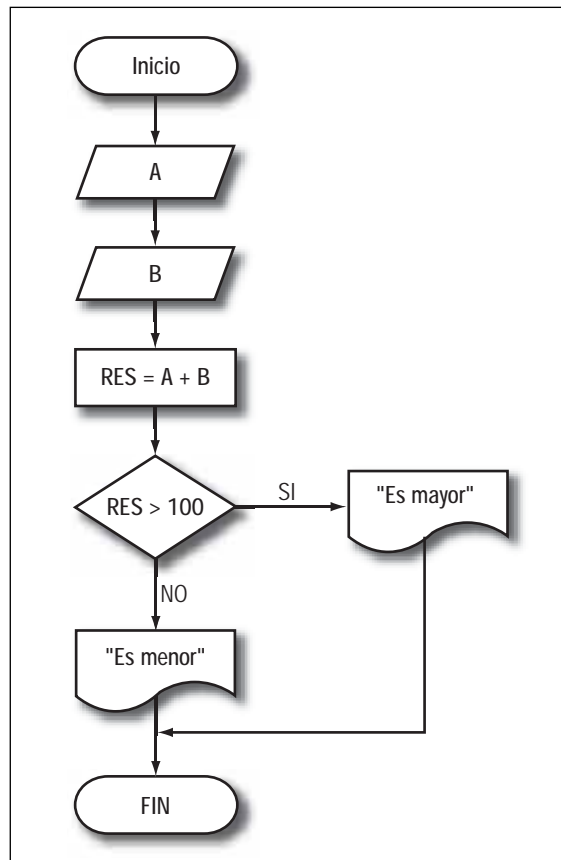 Inicio
A
B
RES = A + B
RES > 100
SI
"Es mayor"
NO
"Es menor"
FIN